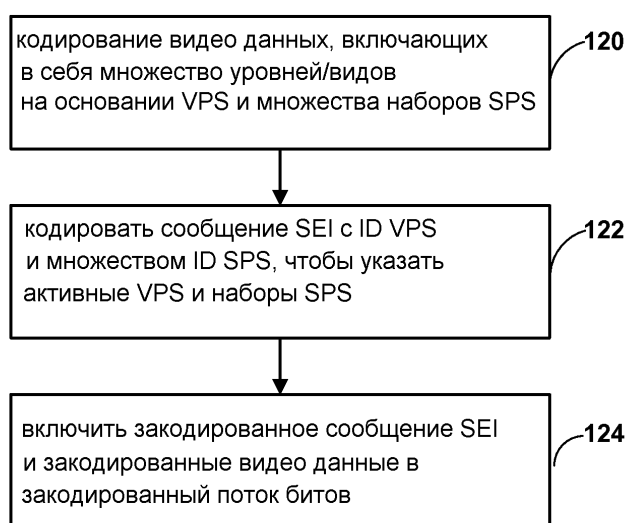 кодирование видео данных, включающих
в себя множество уровней/видов
на основании VPS и множества наборов SPS
120
кодировать сообщение SEI с ID VPS
и множеством ID SPS, чтобы указать
активные VPS и наборы SPS
122
включить закодированное сообщение SEI
и закодированные видео данные в
закодированный поток битов
124